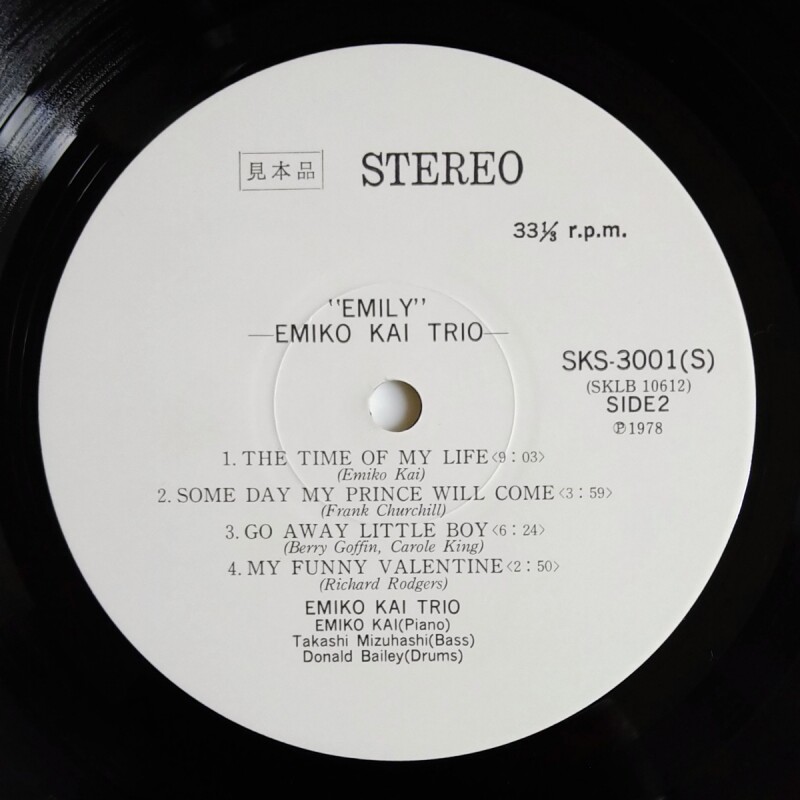 見本品 STEREO
33⅓ r.p.m.
"EMILY"
—EMIKO KAI TRIO—
SKS-3001(S)
(SKLB 10612)
SIDE2
℗1978
1. THE TIME OF MY LIFE <9:03>
(Emiko Kai)
2. SOME DAY MY PRINCE WILL COME <3:59>
(Frank Churchill)
3. GO AWAY LITTLE BOY <6:24>
(Berry Goffin, Carole King)
4. MY FUNNY VALENTINE <2:50>
(Richard Rodgers)
EMIKO KAI TRIO
EMIKO KAI(Piano)
Takashi Mizuhashi(Bass)
Donald Bailey(Drums)